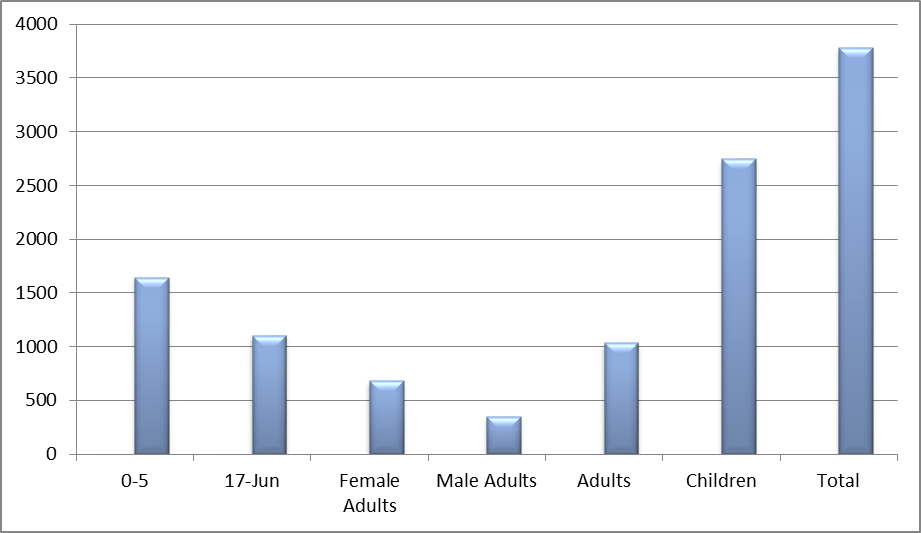 4000
3500
3000
2500
2000
1500
1000
500
0
0-5
17-Jun
Female
Adults
Male Adults
Adults
Children
Total